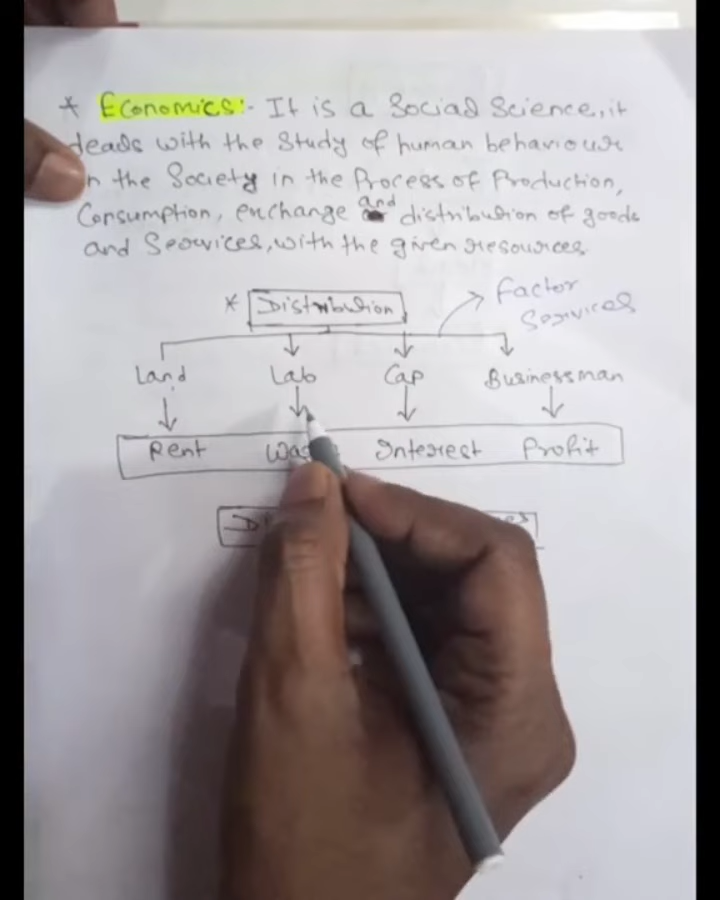 * Economics:- It is a Social Science, it
deals with the study of human behaviour
in the Society in the Process of Production,
Consumption, exchange and distribution of goods
and Services, with the given resources
* Distribution
Factor
Services
Land Lab Cap Businessman
Rent Interest Profit